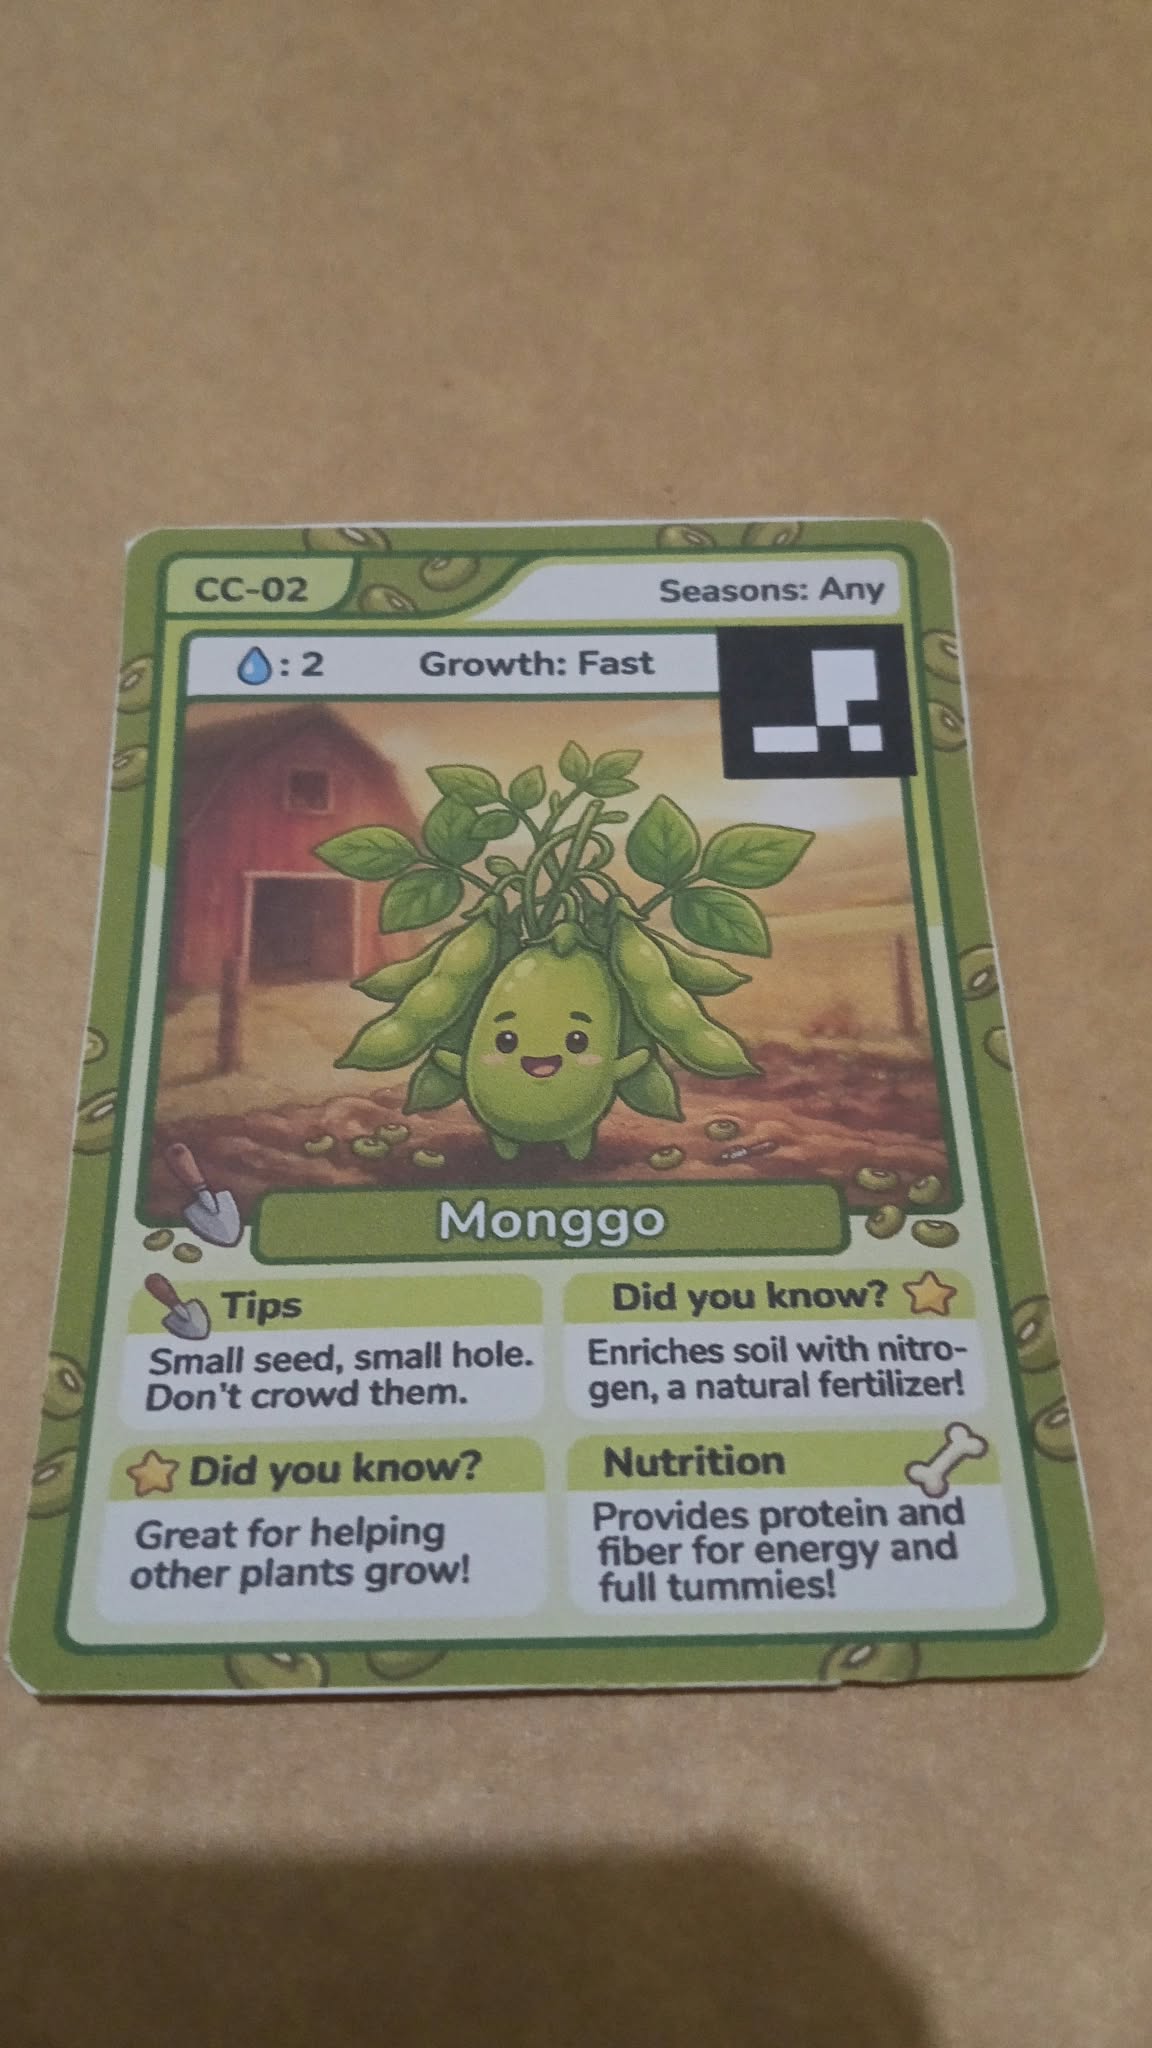 CC-02
Seasons: Any
: 2
Growth: Fast
Monggo
Tips
Small seed, small hole.
Don't crowd them.
Did you know?
Enriches soil with nitro-
gen, a natural fertilizer!
Did you know?
Great for helping
other plants grow!
Nutrition
Provides protein and
fiber for energy and
full tummies!